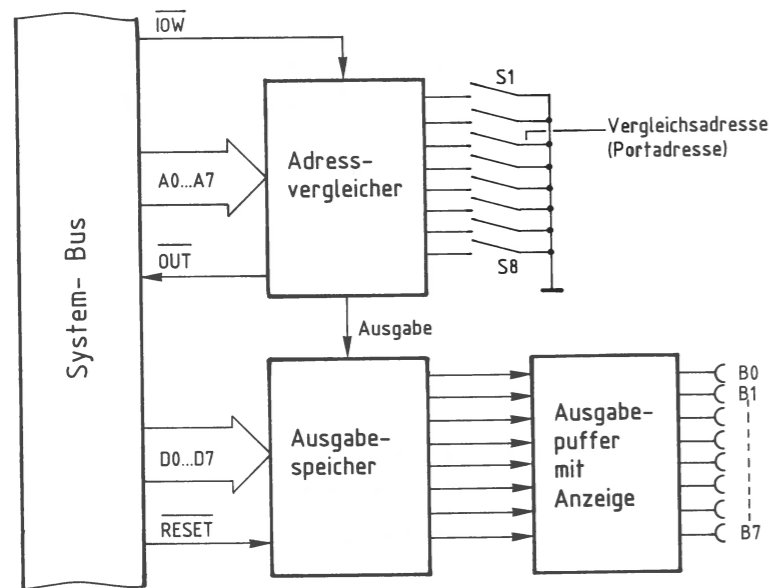 IOW
S1
Vergleichsadresse
(Portadresse)
Adress-
vergleicher
A0...A7
OUT
S8
System- Bus
Ausgabe
B0
B1
Ausgabe-
speicher
Ausgabe-
puffer
mit
Anzeige
D0...D7
RESET
B7